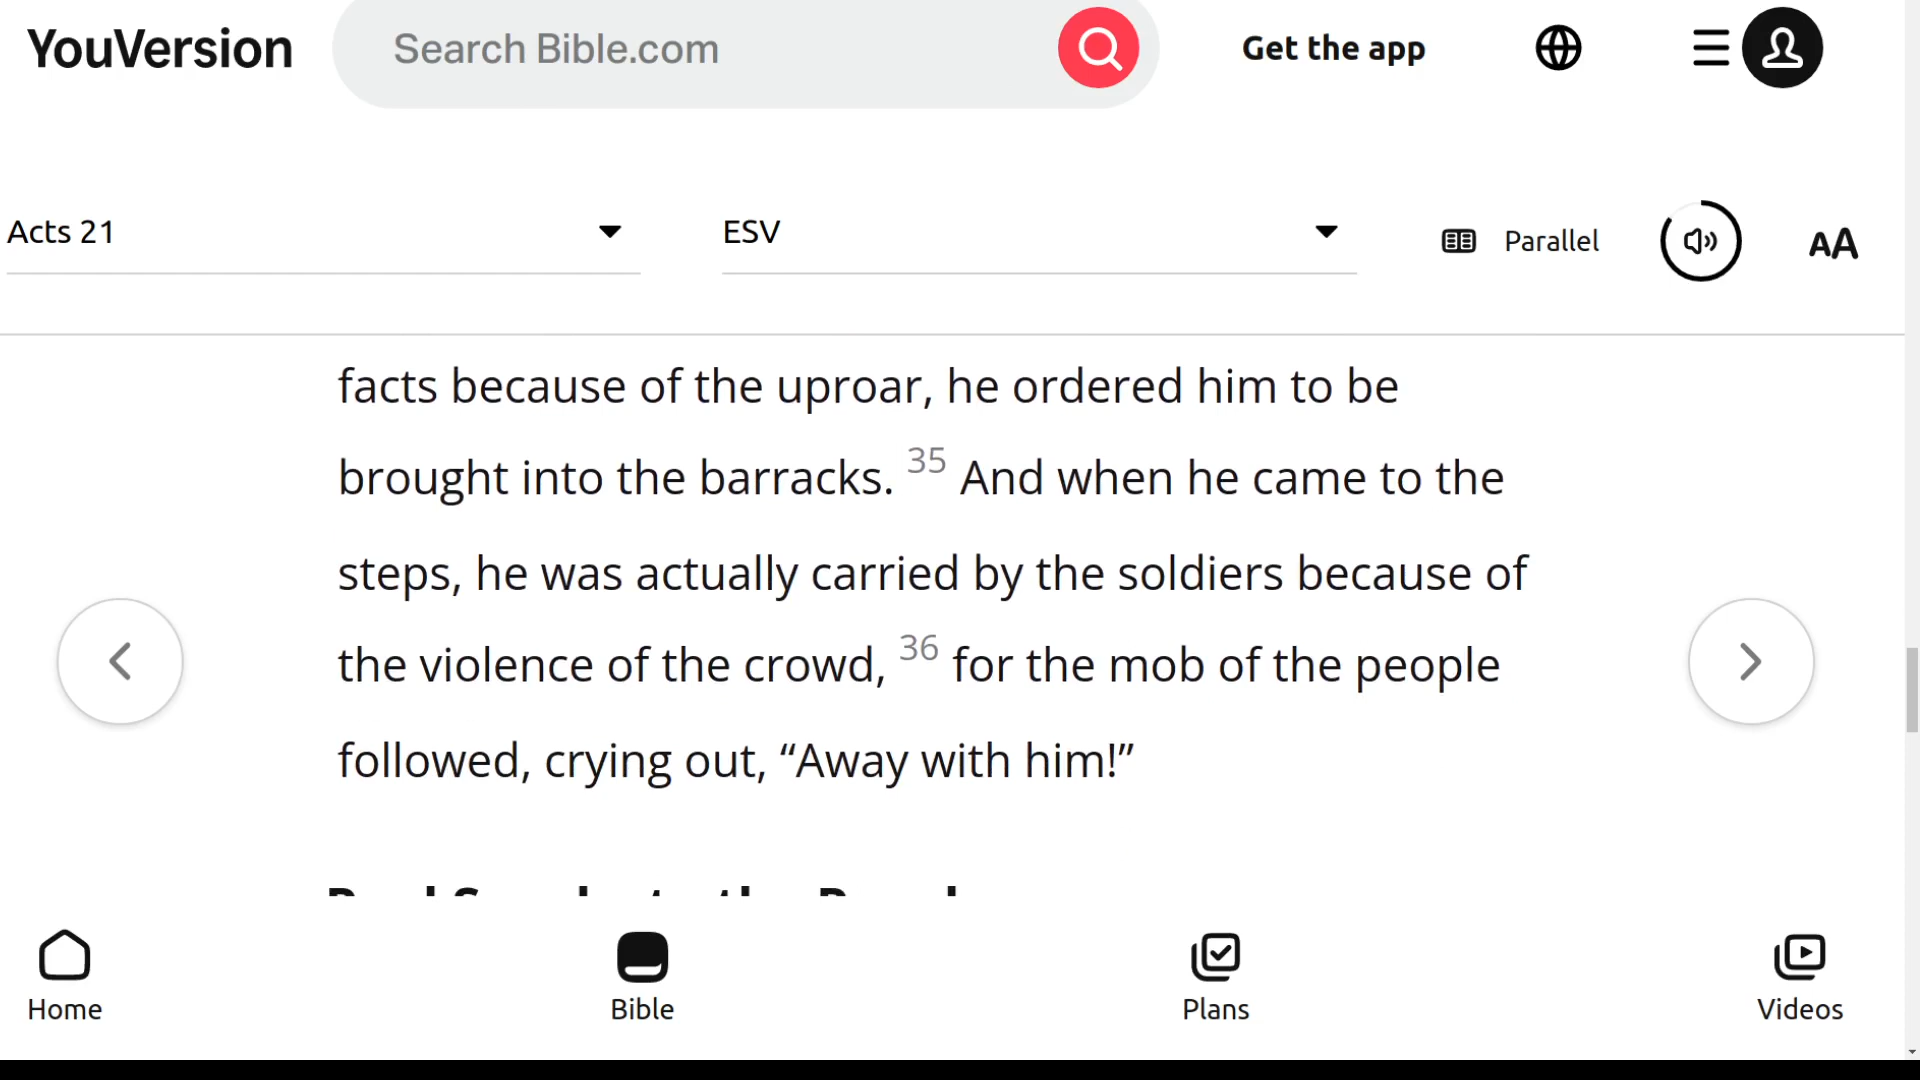 YouVersion Search Bible.com Get the app
Acts 21 ESV Parallel AA
facts because of the uproar, he ordered him to be
brought into the barracks. 35 And when he came to the
steps, he was actually carried by the soldiers because of
the violence of the crowd, 36 for the mob of the people
followed, crying out, “Away with him!”
Home Bible Plans Videos